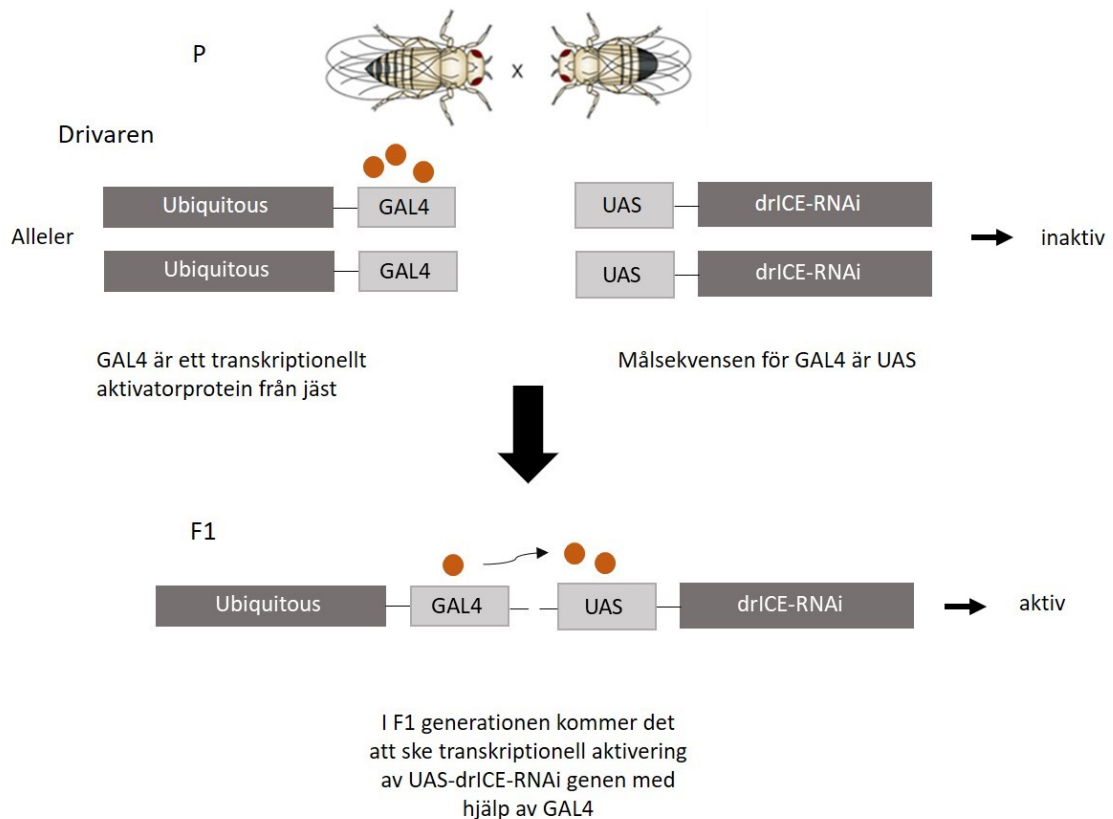 P
x
Drivaren
Ubiquitous GAL4 UAS drICE-RNAi
Alleler inaktiv
Ubiquitous GAL4 UAS drICE-RNAi
GAL4 är ett transkriptionellt
aktivatorprotein från jäst
Målsekvensen för GAL4 är UAS
F1
Ubiquitous GAL4 UAS drICE-RNAi aktiv
I F1 generationen kommer det
att ske transkriptionell aktivering
av UAS-drICE-RNAi genen med
hjälp av GAL4